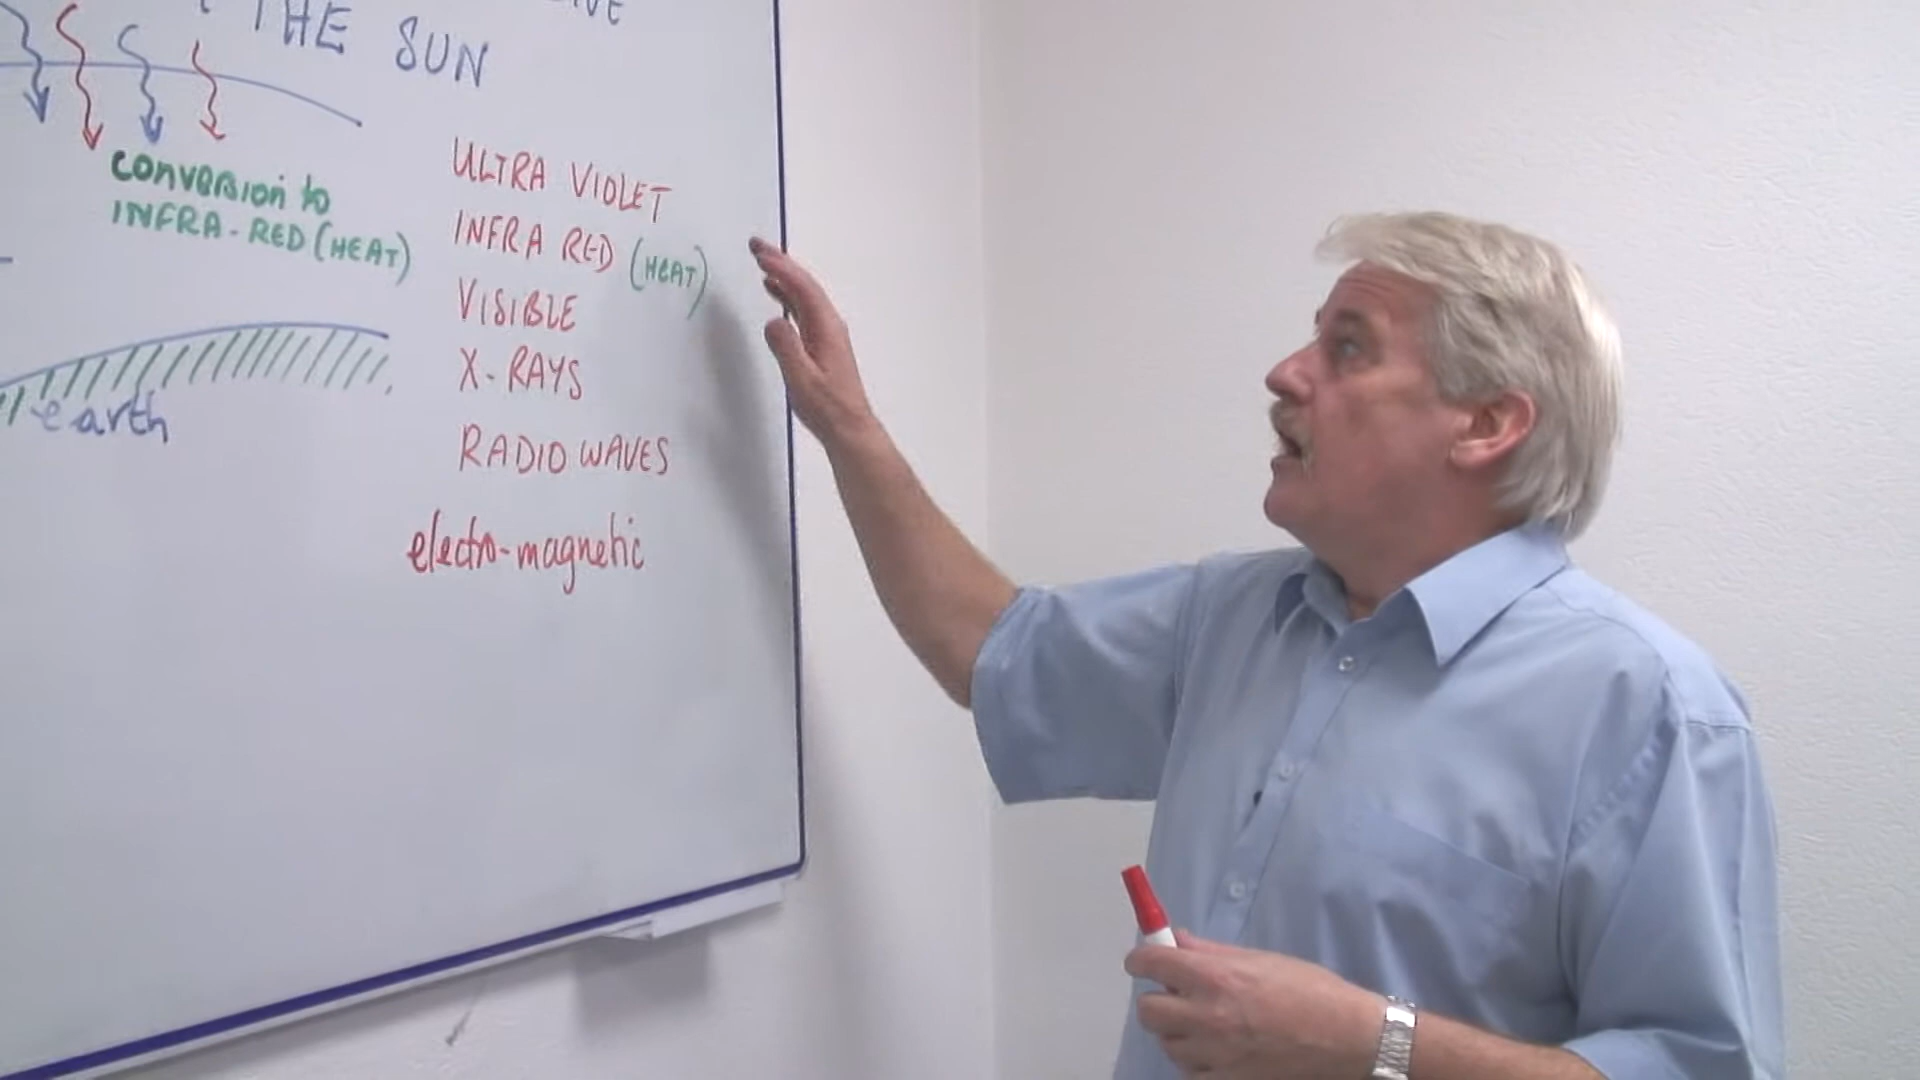 THE SUN
conversion to
INFRA-RED (HEAT)
earth
ULTRA VIOLET
INFRA RED (HEAT)
VISIBLE
X-RAYS
RADIO WAVES
electro-magnetic